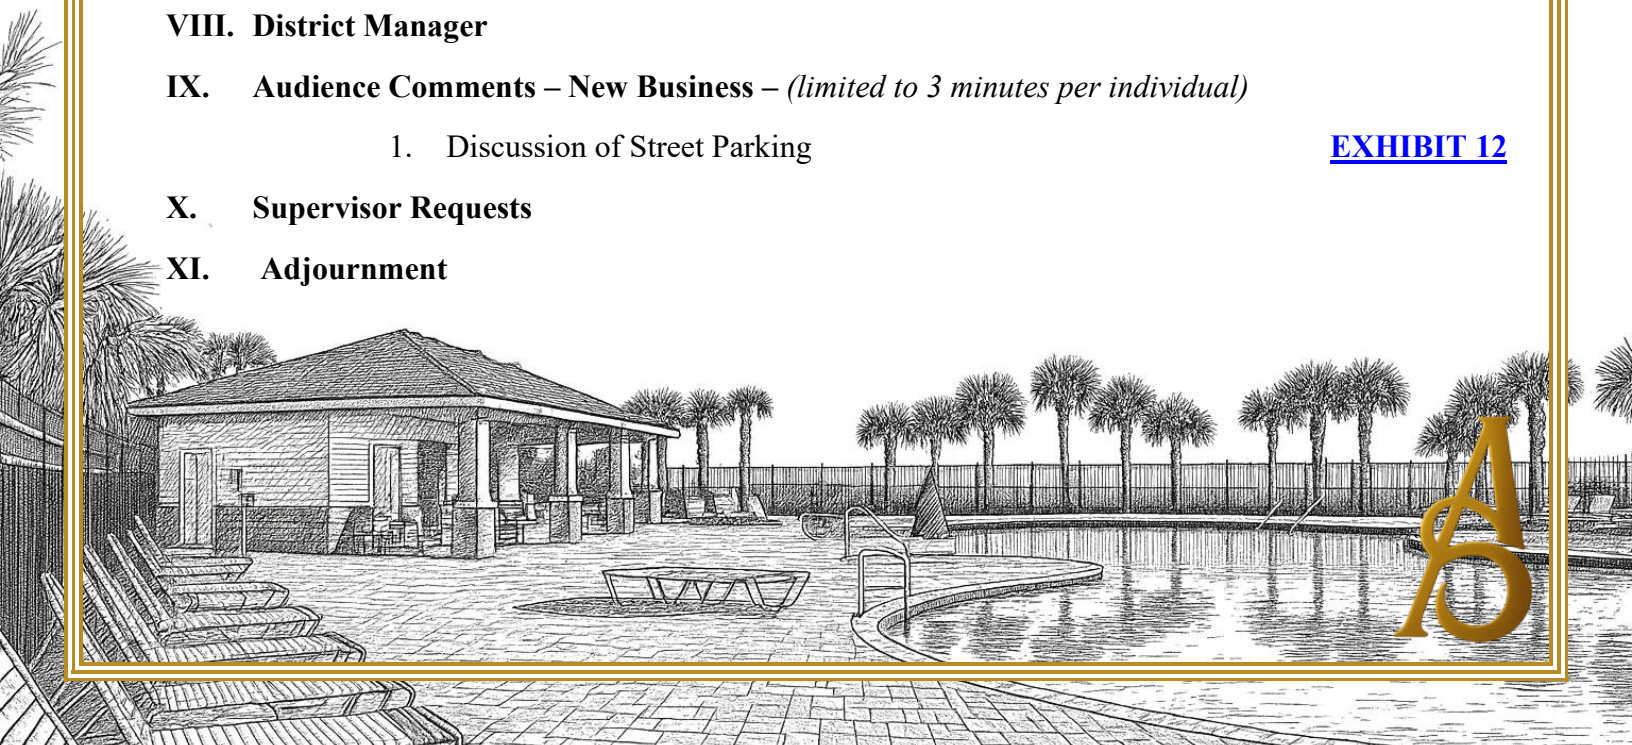 VIII. District Manager
IX. Audience Comments – New Business – (limited to 3 minutes per individual)
1. Discussion of Street Parking EXHIBIT 12
X. Supervisor Requests
XI. Adjournment
AS